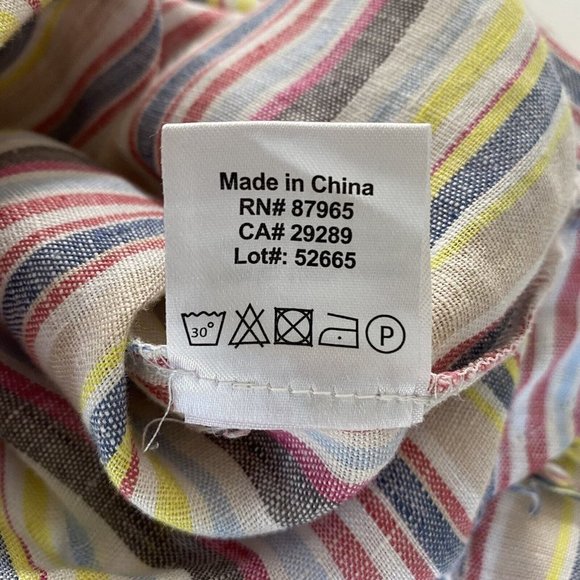 Made in China
RN# 87965
CA# 29289
Lot#: 52665
30° P